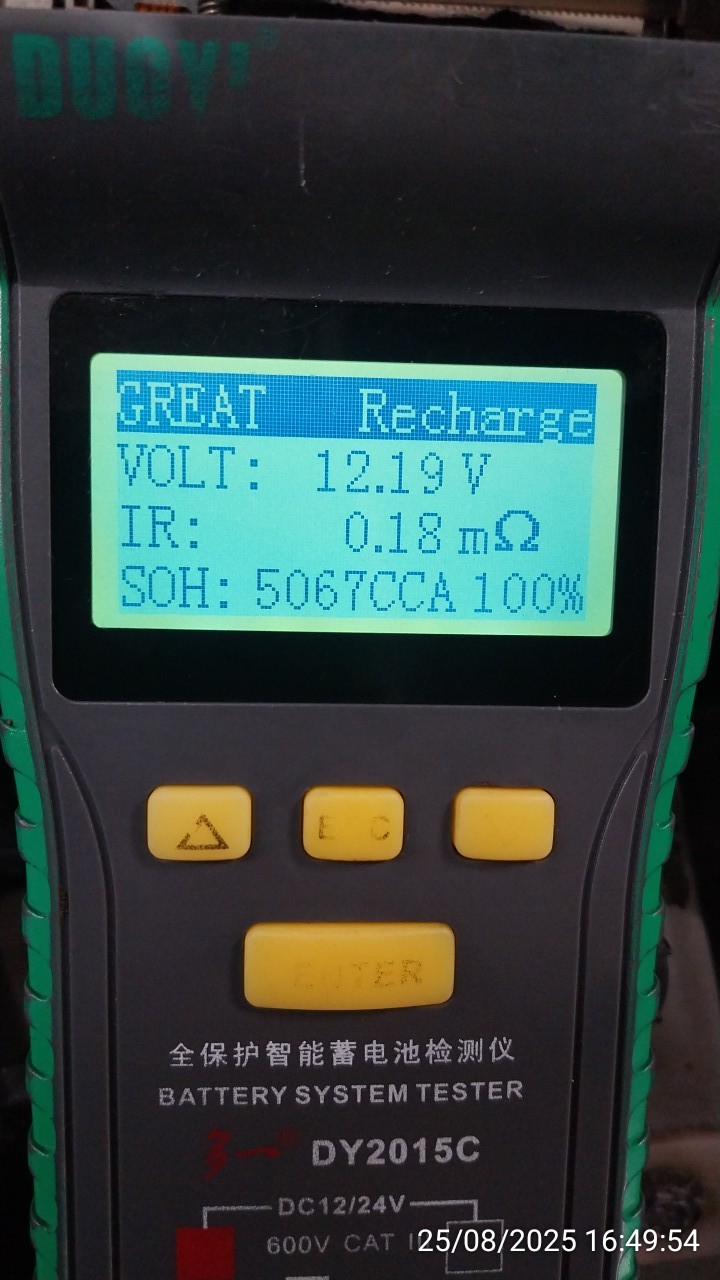 DUOYI
GREAT Recharge
VOLT: 12.19 V
IR: 0.18 mΩ
SOH: 5067CCA 100%
E C
ENTER
全保护智能蓄电池检测仪
BATTERY SYSTEM TESTER
多一® DY2015C
DC12/24V
600V CAT
25/08/2025 16:49:54